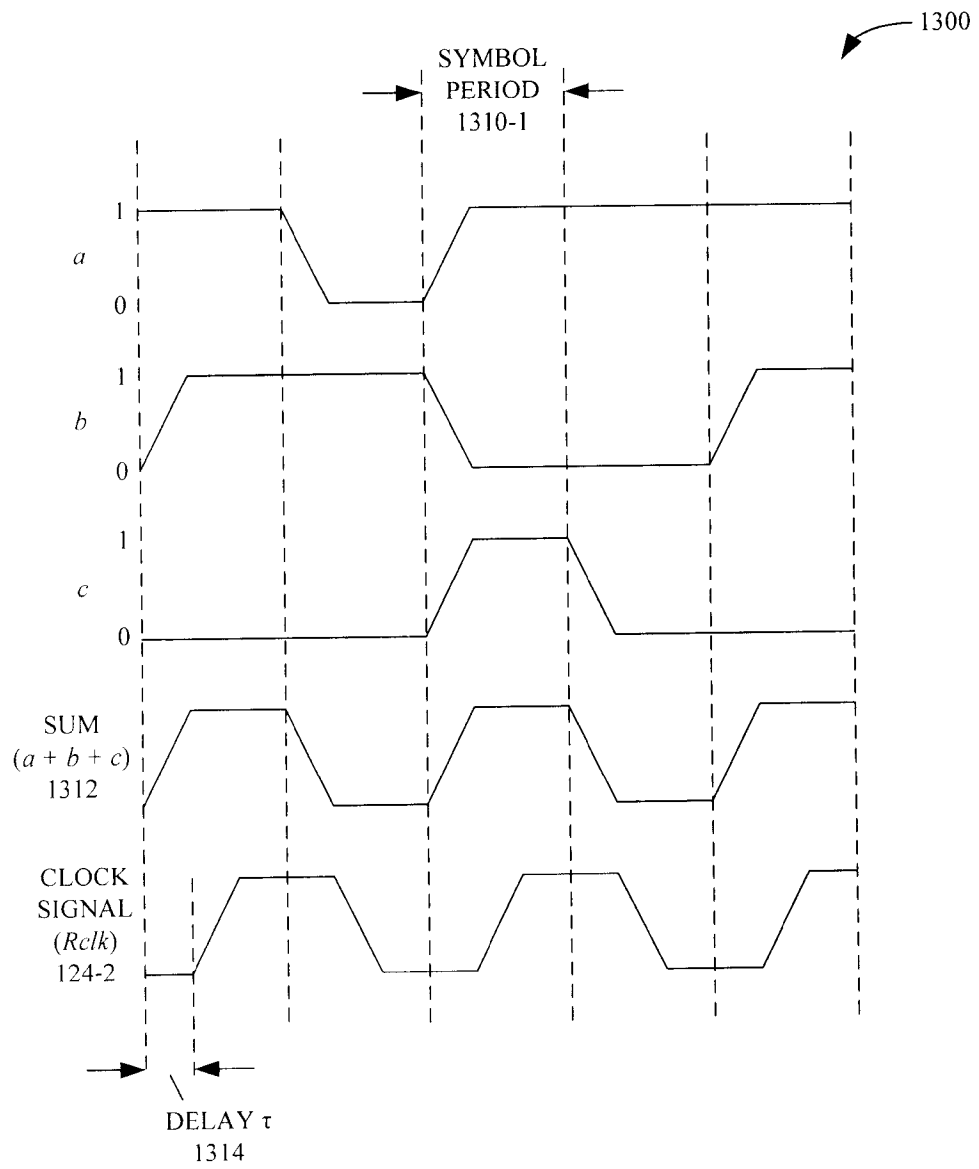 1300
SYMBOL
PERIOD
1310-1
1
a
0
1
b
0
1
c
0
SUM
(a + b + c)
1312
CLOCK
SIGNAL
(Rclk)
124-2
DELAY τ
1314